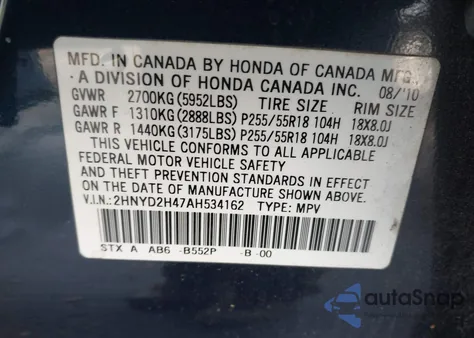 MFD. IN CANADA BY HONDA OF CANADA MFG.
- A DIVISION OF HONDA CANADA INC. 08/'10
GVWR 2700KG (5952LBS) TIRE SIZE RIM SIZE
GAWR F 1310KG (2888LBS) P255/55R18 104H 18X8.0J
GAWR R 1440KG (3175LBS) P255/55R18 104H 18X8.0J
THIS VEHICLE CONFORMS TO ALL APPLICABLE
FEDERAL MOTOR VEHICLE SAFETY
AND THEFT PREVENTION STANDARDS IN EFFECT
ON THE DATE OF MANUFACTURE SHOWN ABOVE.
V.I.N.: 2HNYD2H47AH534162 TYPE: MPV
STX A AB6 -B552P -B -00
autoSnap